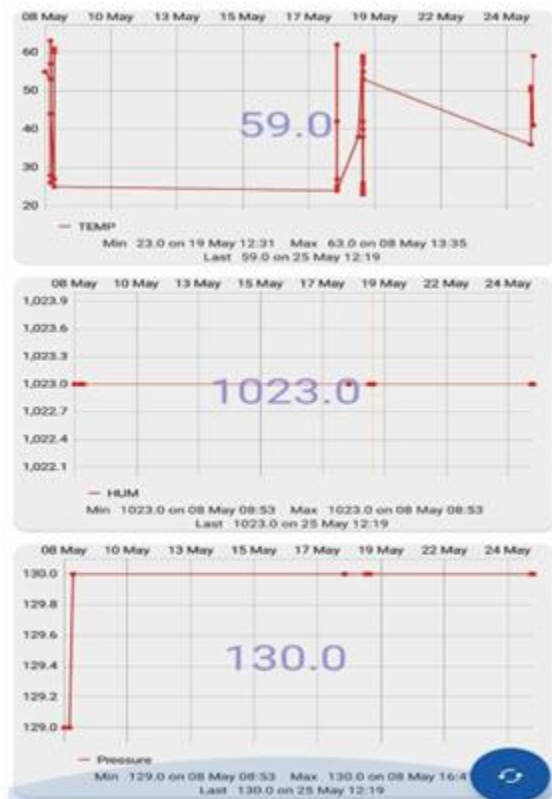 08 May 10 May 13 May 15 May 17 May 19 May 22 May 24 May
60
50
40
30
20
59.0
TEMP
Min 23.0 on 19 May 12:31 Max 63.0 on 08 May 13:35
Last 59.0 on 25 May 12:19
08 May 10 May 13 May 15 May 17 May 19 May 22 May 24 May
1,023.9
1,023.6
1,023.3
1,023.0
1,022.7
1,022.4
1,022.1
1023.0
HUM
Min 1023.0 on 08 May 08:53 Max 1023.0 on 08 May 08:53
Last 1023.0 on 25 May 12:19
08 May 10 May 13 May 15 May 17 May 19 May 22 May 24 May
130.0
129.8
129.6
129.4
129.2
129.0
130.0
Pressure
Min 129.0 on 08 May 08:53 Max 130.0 on 08 May 16:4
Last 130.0 on 25 May 12:19